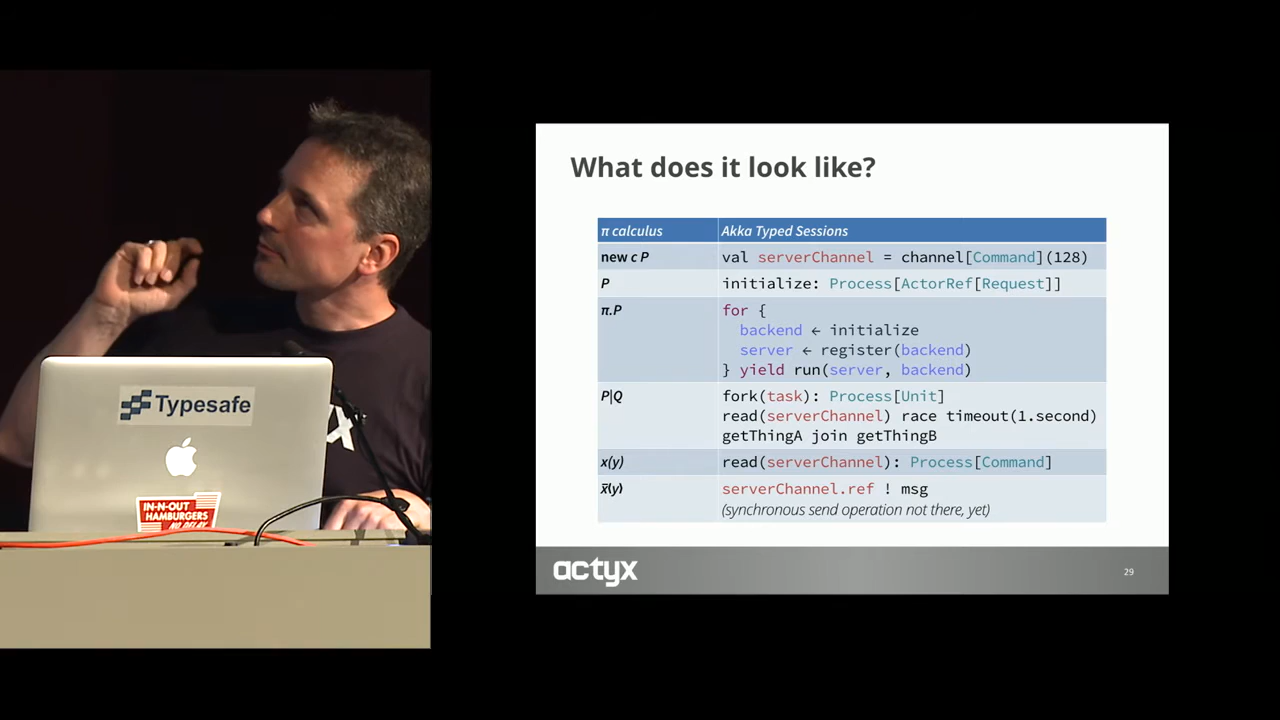 What does it look like?
π calculus Akka Typed Sessions
new c P val serverChannel = channel[Command](128)
P initialize: Process[ActorRef[Request]]
π.P for {
backend ← initialize
server ← register(backend)
} yield run(server, backend)
P|Q fork(task): Process[Unit]
read(serverChannel) race timeout(1.second)
getThingA join getThingB
x(y) read(serverChannel): Process[Command]
x̄(y) serverChannel.ref ! msg
(synchronous send operation not there, yet)
actyx
29
Typesafe
X
IN-N-OUT
HAMBURGERS
NO DELAY